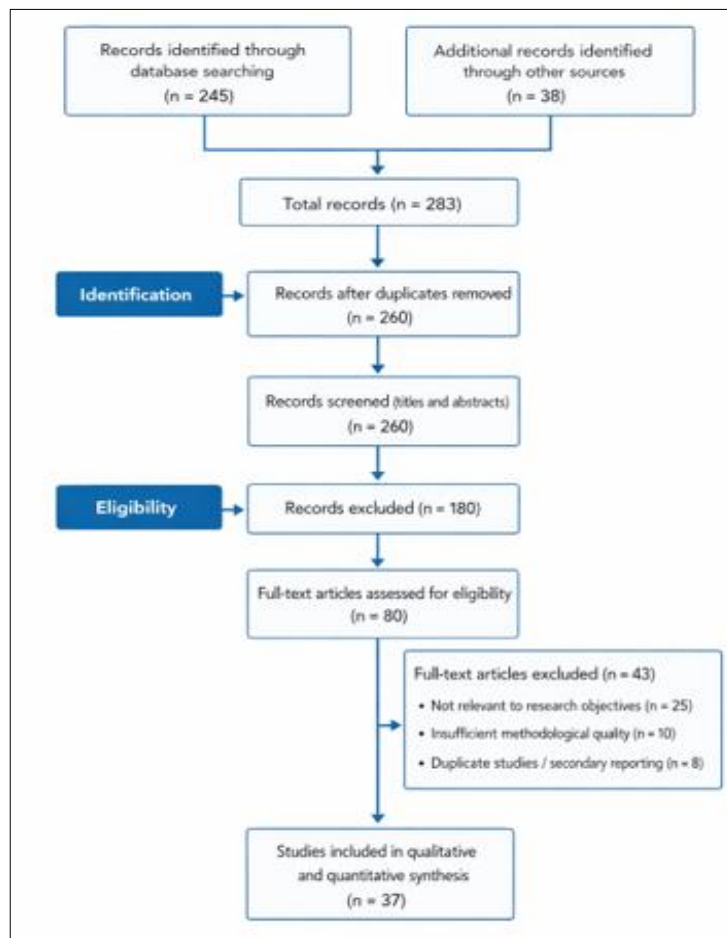 Records identified through
database searching
(n = 245)
Additional records identified
through other sources
(n = 38)
Total records (n = 283)
Identification
Records after duplicates removed
(n = 260)
Records screened (titles and abstracts)
(n = 260)
Eligibility
Records excluded (n = 180)
Full-text articles assessed for eligibility
(n = 80)
Full-text articles excluded (n = 43)
• Not relevant to research objectives (n = 25)
• Insufficient methodological quality (n = 10)
• Duplicate studies / secondary reporting (n = 8)
Studies included in qualitative
and quantitative synthesis
(n = 37)